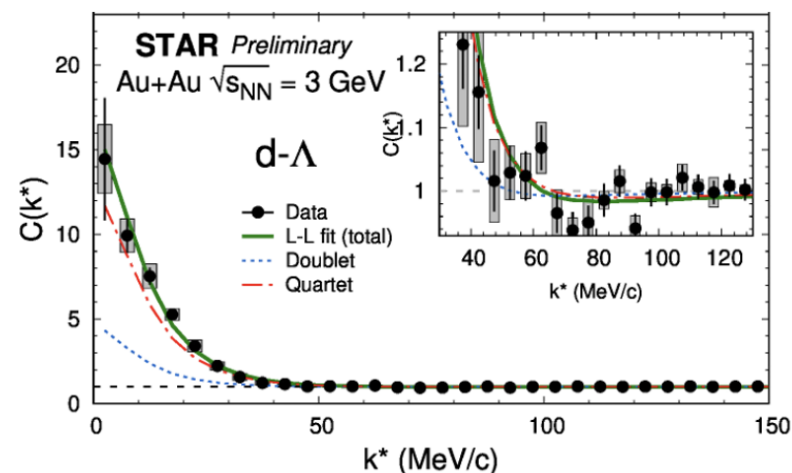 STAR Preliminary
Au+Au √sNN = 3 GeV
d-Λ
Data
L-L fit (total)
Doublet
Quartet
C(k*)
20
15
10
5
0
0
50
100
150
k* (MeV/c)
C(k*)
1.2
1.1
1
40
60
80
100
120
k* (MeV/c)